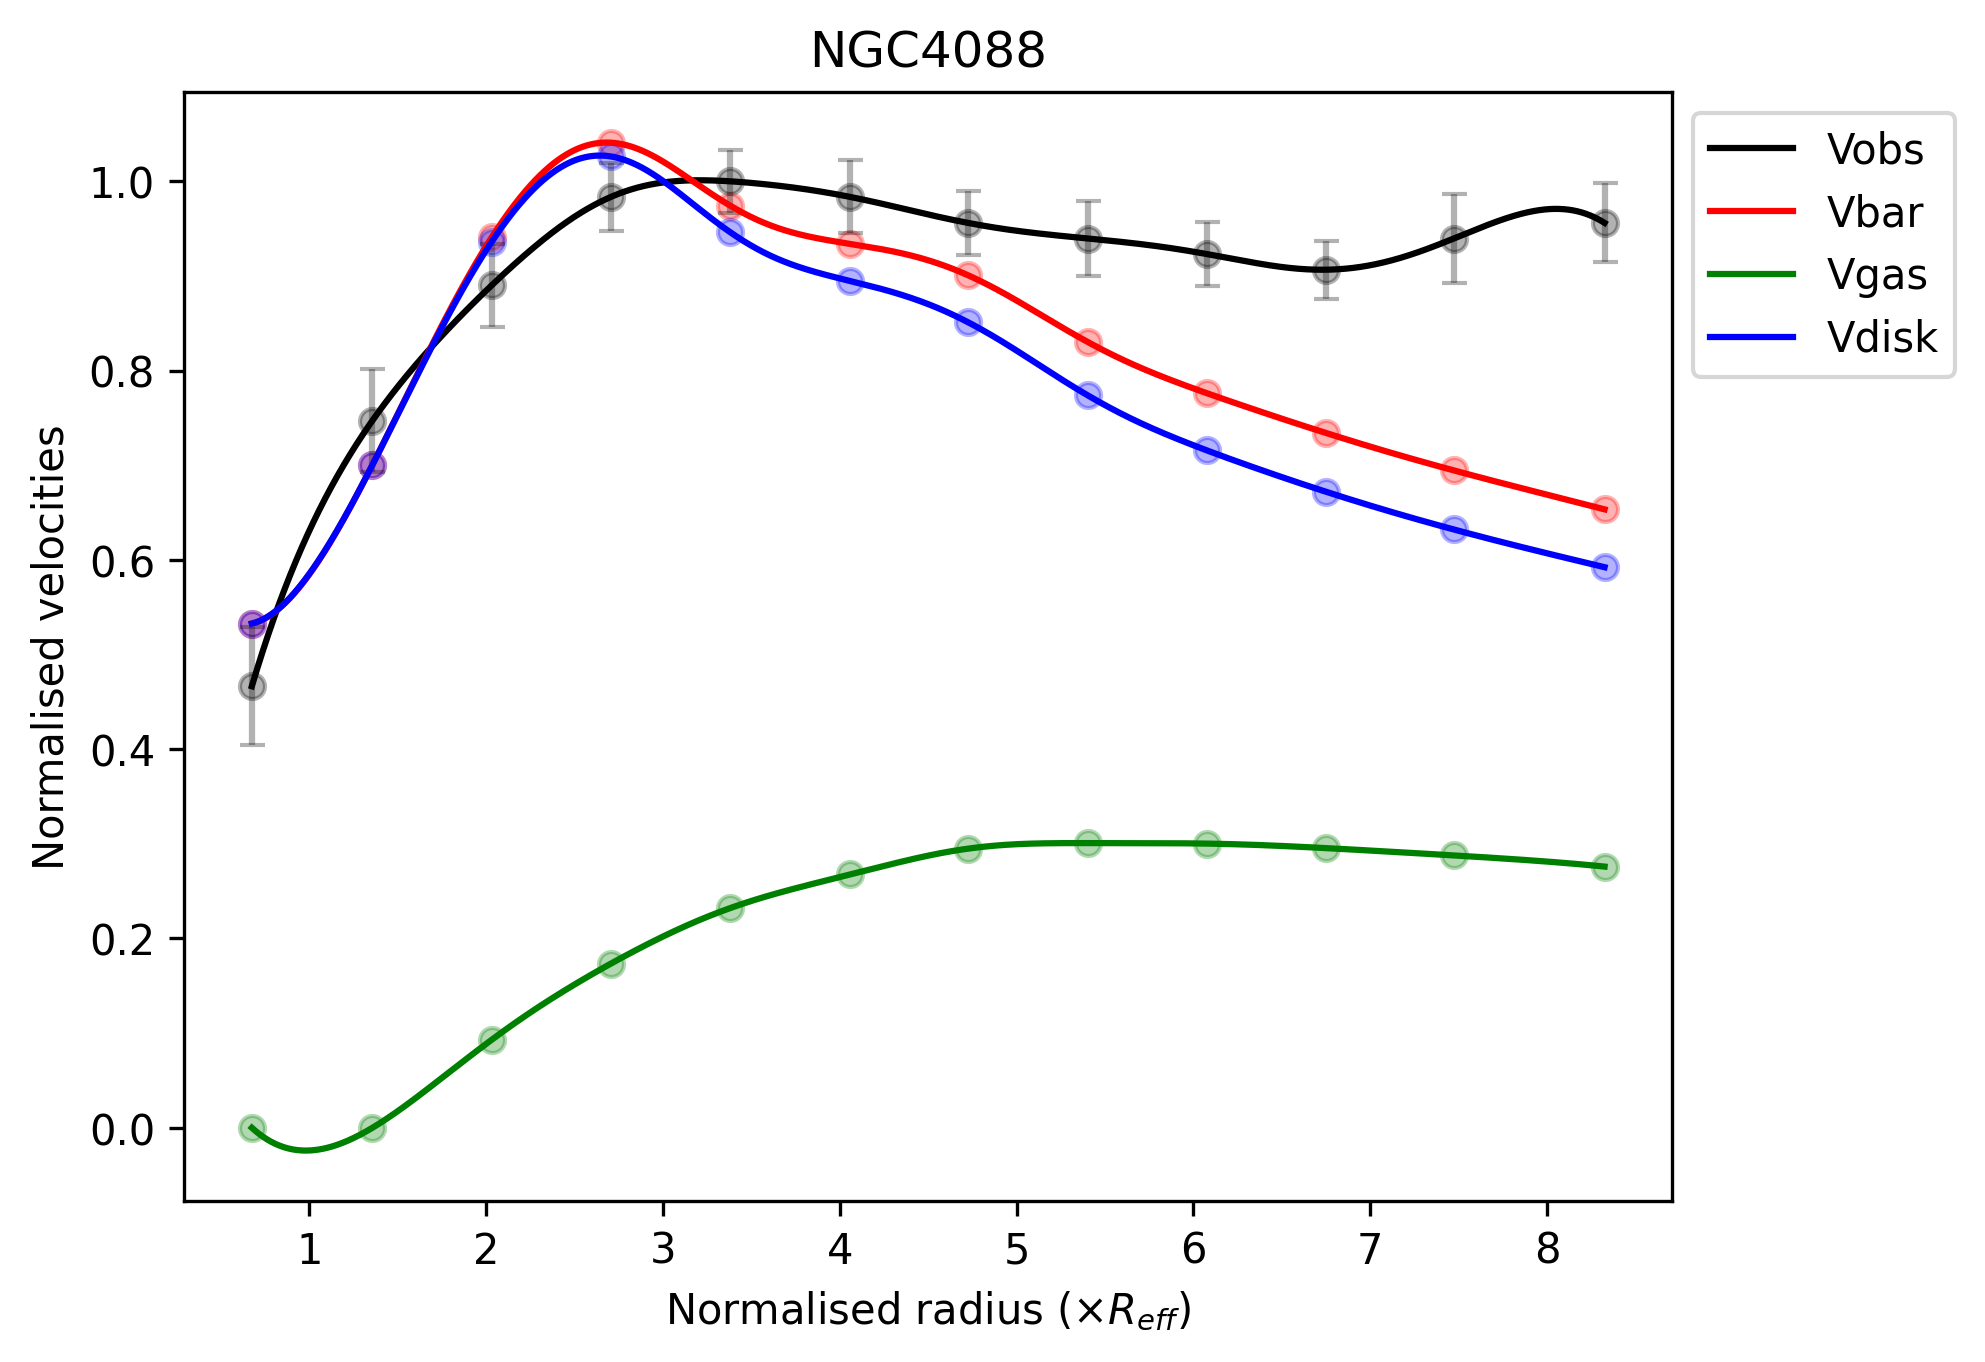 NGC4088
Vobs
Vbar
Vgas
Vdisk
1.0
0.8
0.6
0.4
0.2
0.0
Normalised velocities
1 2 3 4 5 6 7 8
Normalised radius (×R_eff)